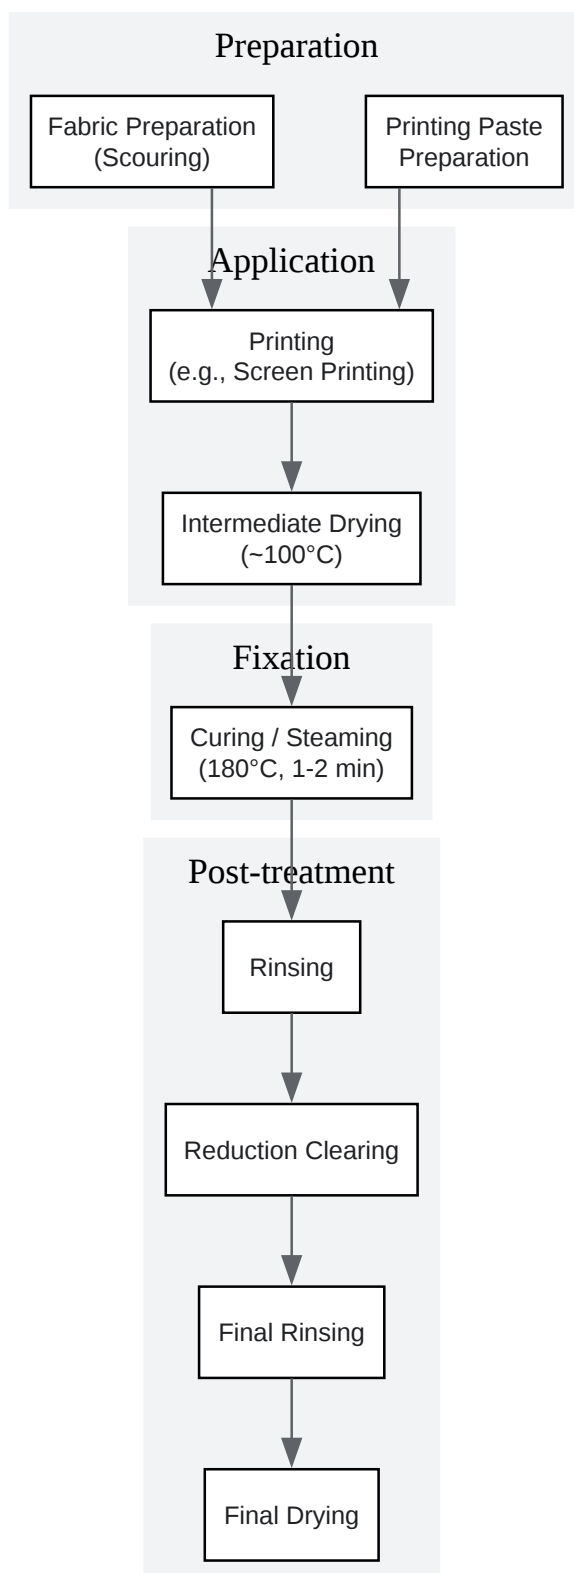 Preparation
Fabric Preparation
(Scouring)
Printing Paste
Preparation
Application
Printing
(e.g., Screen Printing)
Intermediate Drying
(~100°C)
Fixation
Curing / Steaming
(180°C, 1-2 min)
Post-treatment
Rinsing
Reduction Clearing
Final Rinsing
Final Drying